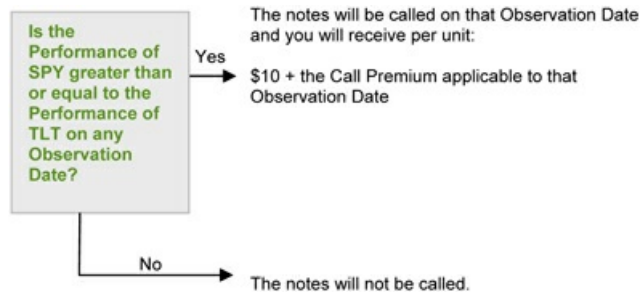 Is the
Performance of
SPY greater than
or equal to the
Performance of
TLT on any
Observation
Date?
Yes
The notes will be called on that Observation Date
and you will receive per unit:
$10 + the Call Premium applicable to that
Observation Date
No
The notes will not be called.